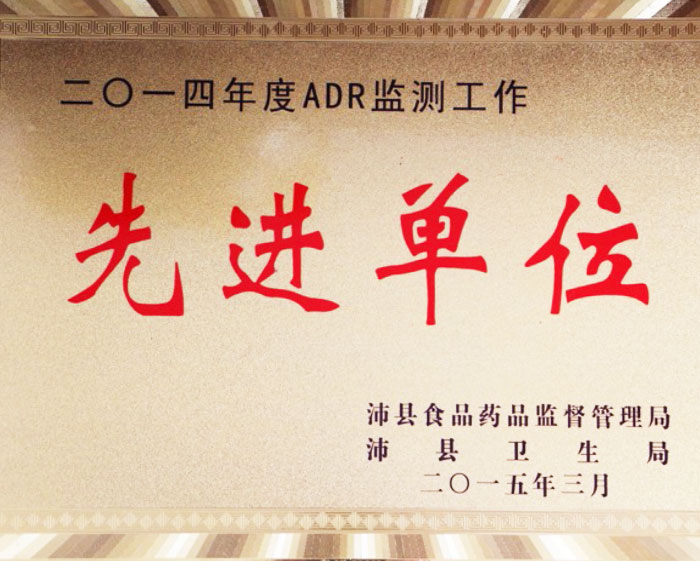 二〇一四年度ADR监测工作
先进单位
沛县食品药品监督管理局
沛县卫生局
二〇一五年三月